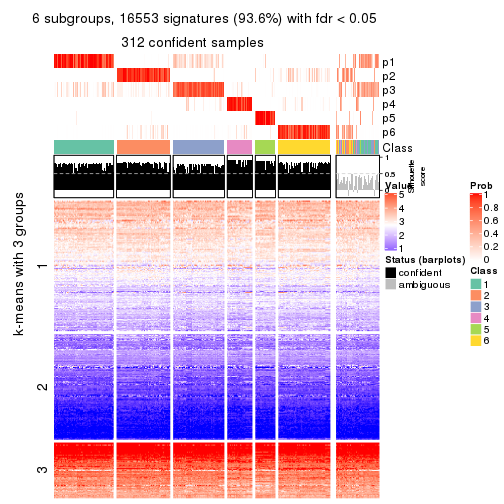 6 subgroups, 16553 signatures (93.6%) with fdr < 0.05
312 confident samples
p1
p2
p3
p4
p5
p6
Class
1
0.5
0
Silhouette
score
k-means with 3 groups
1
2
3
Value
5
4
3
2
1
Status (barplots)
confident
ambiguous
Prob
1
0.8
0.6
0.4
0.2
0
Class
1
2
3
4
5
6